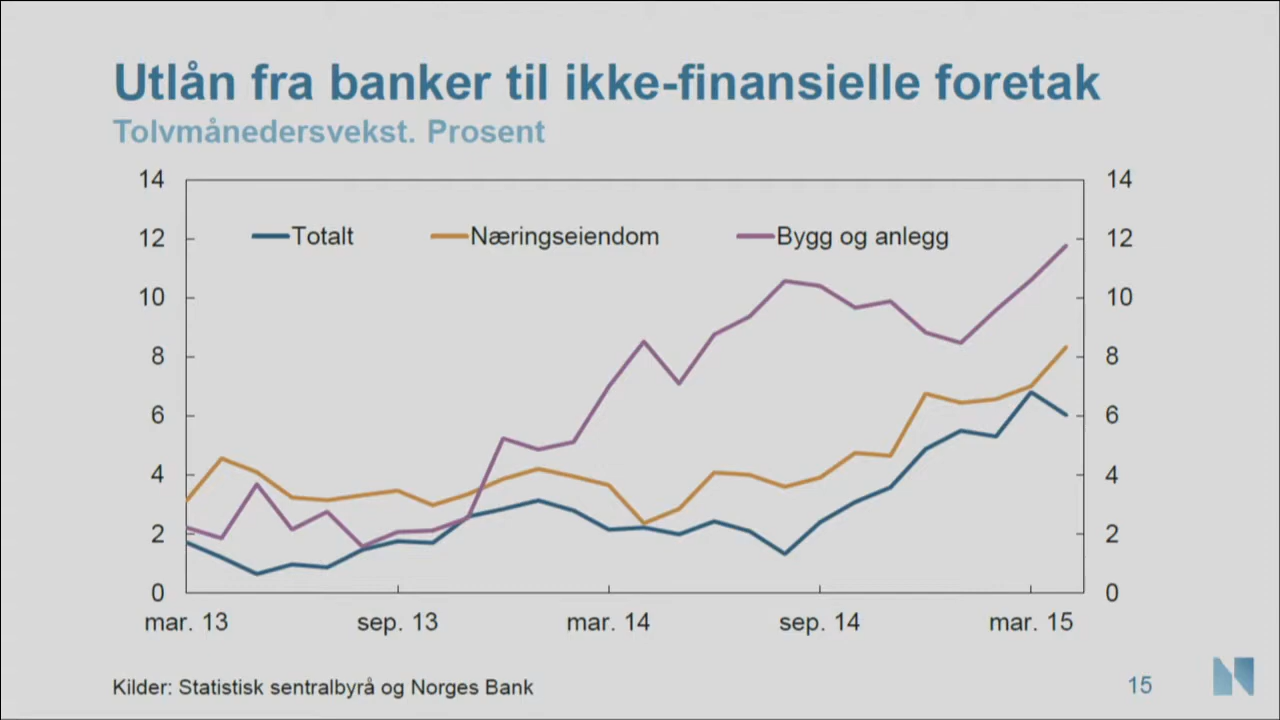 Utlån fra banker til ikke-finansielle foretak
Tolvmånedersvekst. Prosent
14 14
Totalt Næringseiendom Bygg og anlegg
12 12
10 10
8 8
6 6
4 4
2 2
0 0
mar. 13 sep. 13 mar. 14 sep. 14 mar. 15
Kilder: Statistisk sentralbyrå og Norges Bank
15